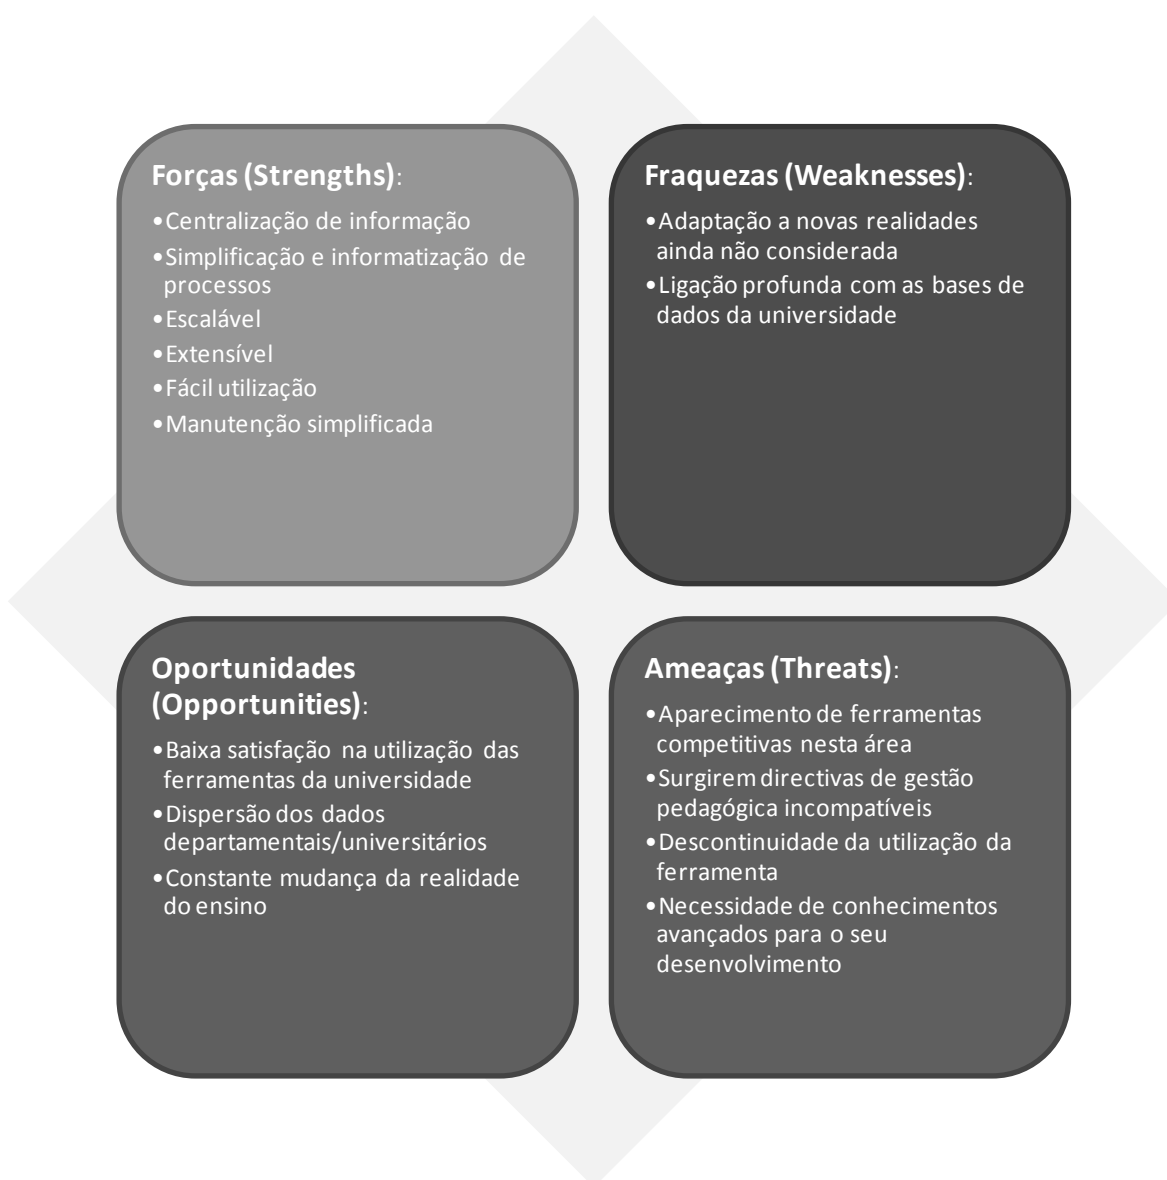 Forças (Strengths):
•Centralização de informação
•Simplificação e informatização de
processos
•Escalável
•Extensível
•Fácil utilização
•Manutenção simplificada
Fraquezas (Weaknesses):
•Adaptação a novas realidades
ainda não considerada
•Ligação profunda com as bases de
dados da universidade
Oportunidades
(Opportunities):
•Baixa satisfação na utilização das
ferramentas da universidade
•Dispersão dos dados
departamentais/universitários
•Constante mudança da realidade
do ensino
Ameaças (Threats):
•Aparecimento de ferramentas
competitivas nesta área
•Surgirem directivas de gestão
pedagógica incompatíveis
•Descontinuidade da utilização da
ferramenta
•Necessidade de conhecimentos
avançados para o seu
desenvolvimento